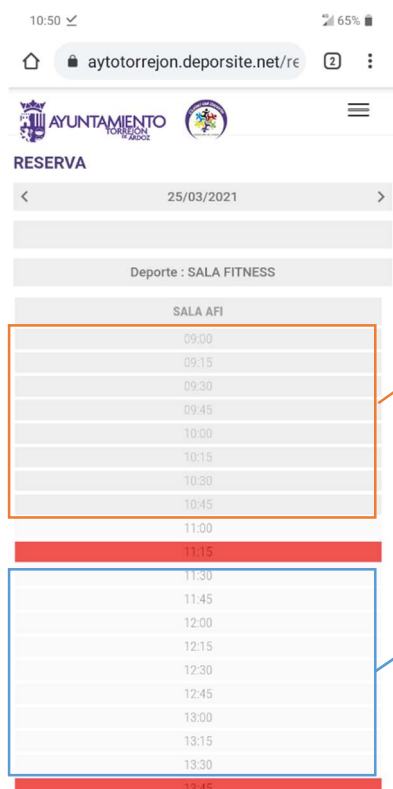 10:50
65%
aytotorrejon.deporsite.net/re
2
AYUNTAMIENTO
TORREJÓN
DE ARDOZ
RESERVA
< 25/03/2021 >
Deporte : SALA FITNESS
SALA AFI
09:00
09:15
09:30
09:45
10:00
10:15
10:30
10:45
11:00
11:15
11:30
11:45
12:00
12:15
12:30
12:45
13:00
13:15
13:30
13:45